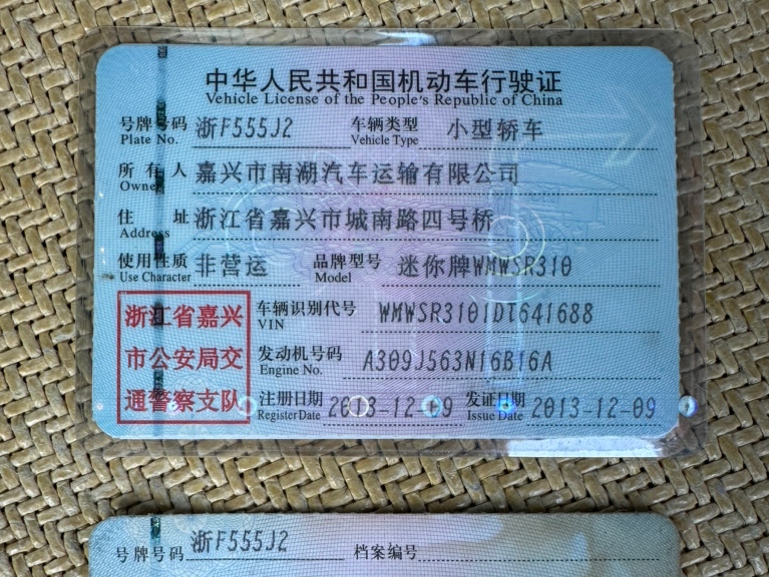 中华人民共和国机动车行驶证
Vehicle License of the People's Republic of China
号牌号码 浙F555J2 车辆类型 小型轿车
Plate No. Vehicle Type
所有人 嘉兴市南湖汽车运输有限公司
Owner
住址 浙江省嘉兴市城南路四号桥
Address
使用性质 非营运 品牌型号 迷你牌WMWSR310
Use Character Model
浙江省嘉兴 车辆识别代号 WMWSR3101DT641688
VIN
市公安局交 发动机号码 A309J563N16B16A
Engine No.
通警察支队 注册日期 2013-12-09 发证日期 2013-12-09
Register Date Issue Date
号牌号码 浙F555J2 档案编号